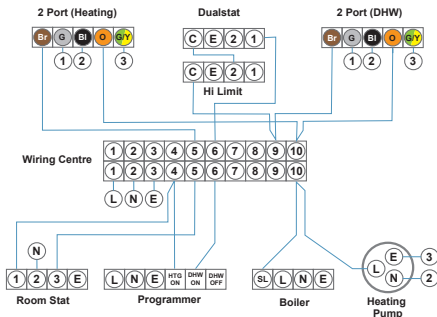 2 Port (Heating) Dualstat 2 Port (DHW)
Br G Bl O G/Y C E 2 1 Br G Bl O G/Y
1 2 3 C E 2 1 1 2 3
Hi Limit
1 2 3 4 5 6 7 8 9 10
Wiring Centre
1 2 3 4 5 6 7 8 9 10
L N E
N E 3
L
1 2 3 E L N E HTG ON DHW ON DHW OFF SL L N E N 2
Room Stat Programmer Boiler Heating
Pump